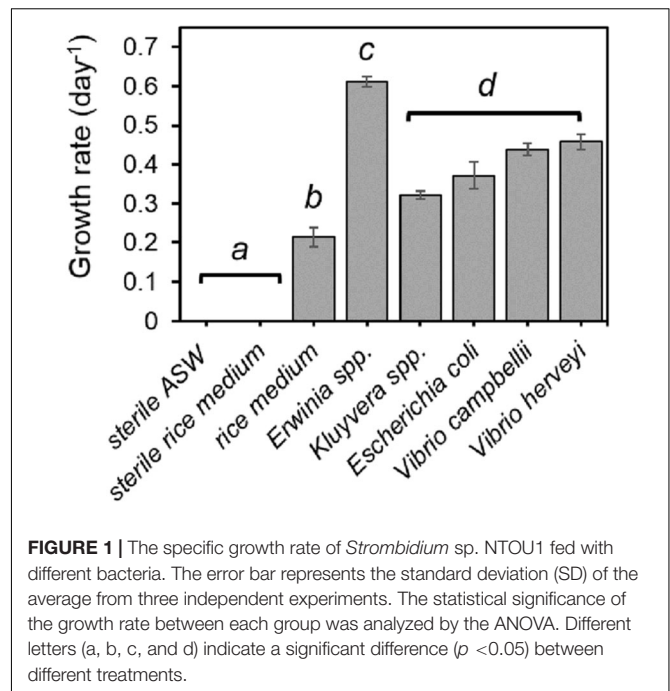 Growth rate (day⁻¹)
0.7
0.6
0.5
0.4
0.3
0.2
0.1
0
a
b
c
d
sterile ASW
sterile rice medium
rice medium
Erwinia spp.
Kluyvera spp.
Escherichia coli
Vibrio campbellii
Vibrio herveyi
FIGURE 1 | The specific growth rate of Strombidium sp. NTOU1 fed with
different bacteria. The error bar represents the standard deviation (SD) of the
average from three independent experiments. The statistical significance of
the growth rate between each group was analyzed by the ANOVA. Different
letters (a, b, c, and d) indicate a significant difference (p <0.05) between
different treatments.